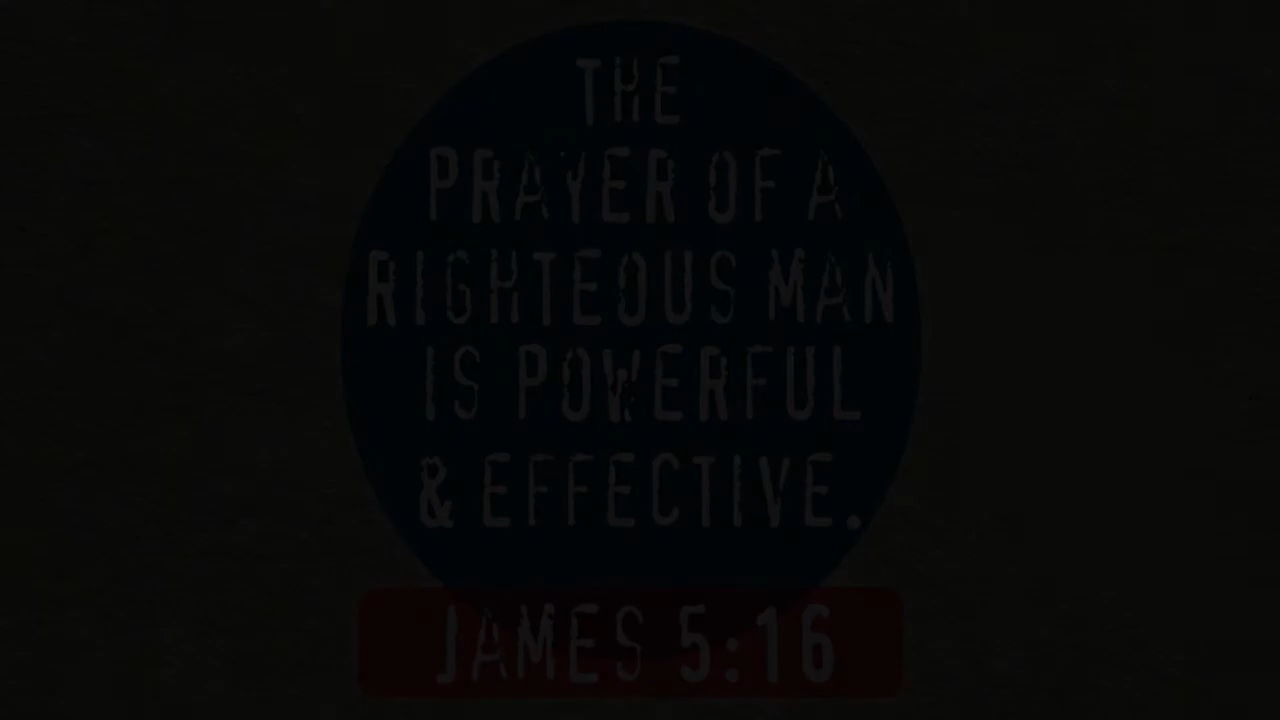 THE
PRAYER OF A
RIGHTEOUS MAN
IS POWERFUL
& EFFECTIVE.
JAMES 5:16